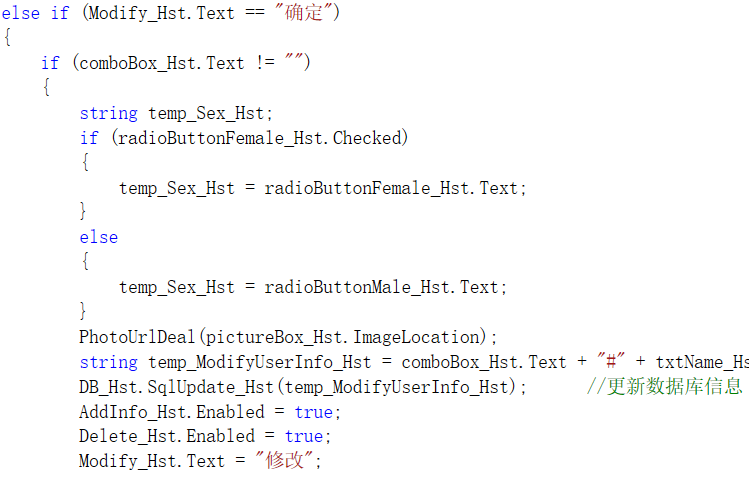 else if (Modify_Hst.Text == "确定")
{
if (comboBox_Hst.Text != "")
{
string temp_Sex_Hst;
if (radioButtonFemale_Hst.Checked)
{
temp_Sex_Hst = radioButtonFemale_Hst.Text;
}
else
{
temp_Sex_Hst = radioButtonMale_Hst.Text;
}
PhotoUrlDeal(pictureBox_Hst.ImageLocation);
string temp_ModifyUserInfo_Hst = comboBox_Hst.Text + "#" + txtName_Hs
DB_Hst.SqlUpdate_Hst(temp_ModifyUserInfo_Hst); //更新数据库信息
AddInfo_Hst.Enabled = true;
Delete_Hst.Enabled = true;
Modify_Hst.Text = "修改";